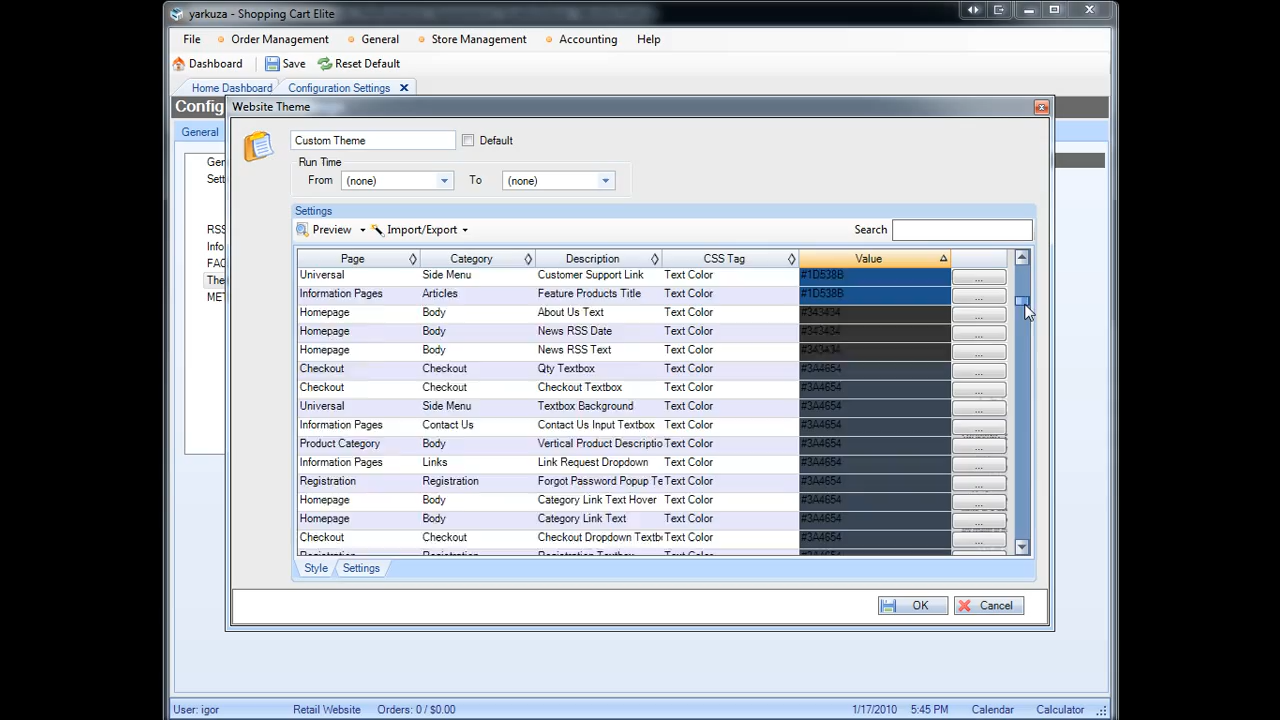 yarkuza - Shopping Cart Elite
File Order Management General Store Management Accounting Help
Dashboard Save Reset Default
Home Dashboard Configuration Settings
Config
Website Theme
General
Custom Theme Default
Gen
Run Time
Sett
From (none) To (none)
Settings
RSS
Preview Import/Export Search
Info
Page Category Description CSS Tag Value
FAC
Universal Side Menu Customer Support Link Text Color #1D538B ...
The
Information Pages Articles Feature Products Title Text Color #1D538B ...
MET
Homepage Body About Us Text Text Color #343434 ...
Homepage Body News RSS Date Text Color #343434 ...
Homepage Body News RSS Text Text Color #343434 ...
Checkout Checkout Qty Textbox Text Color #3A4654 ...
Checkout Checkout Checkout Textbox Text Color #3A4654 ...
Universal Side Menu Textbox Background Text Color #3A4654 ...
Information Pages Contact Us Contact Us Input Textbox Text Color #3A4654 ...
Product Category Body Vertical Product Descriptio Text Color #3A4654 ...
Information Pages Links Link Request Dropdown Text Color #3A4654 ...
Registration Registration Forgot Password Popup Te Text Color #3A4654 ...
Homepage Body Category Link Text Hover Text Color #3A4654 ...
Homepage Body Category Link Text Text Color #3A4654 ...
Checkout Checkout Checkout Dropdown Textb Text Color #3A4654 ...
Style Settings
OK Cancel
User: igor Retail Website Orders: 0 / $0.00 1/17/2010 5:45 PM Calendar Calculator